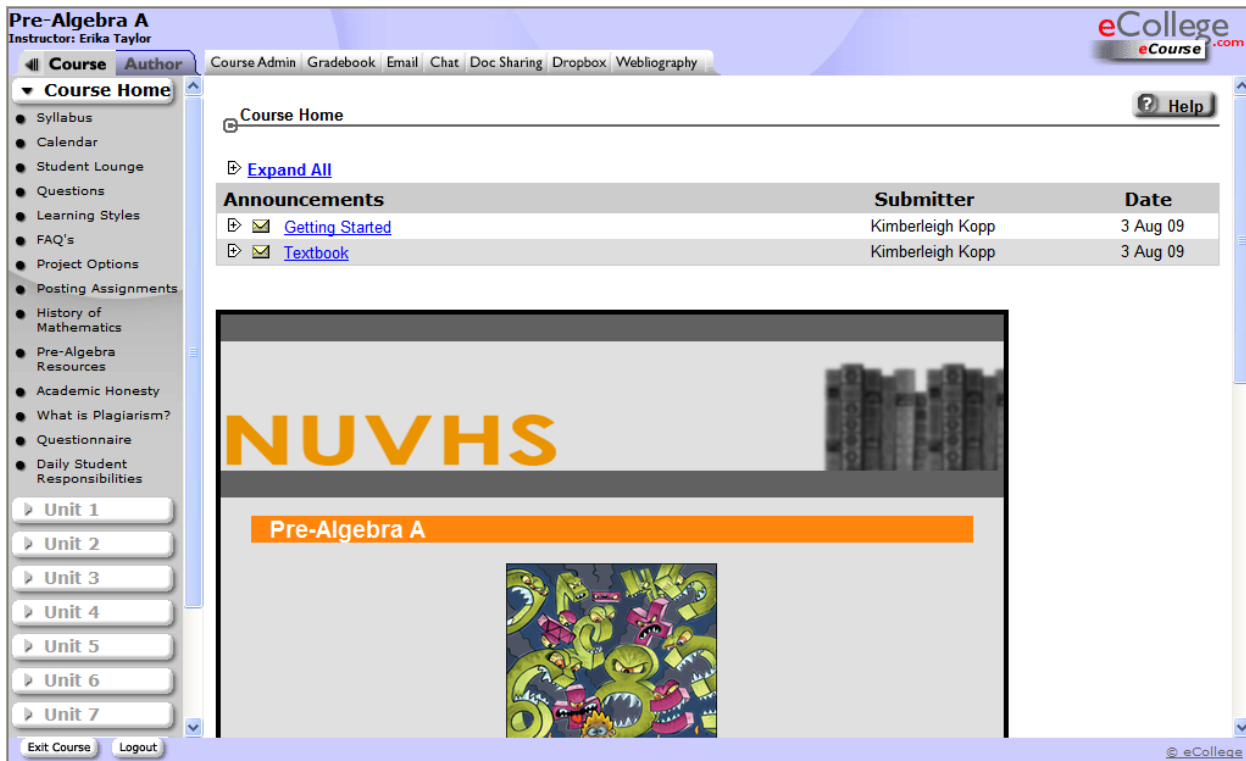 Pre-Algebra A
Instructor: Erika Taylor
eCollege
.com
eCourse
Course Author
Course Admin Gradebook Email Chat Doc Sharing Dropbox Webliography
Course Home
Syllabus
Calendar
Student Lounge
Questions
Learning Styles
FAQ's
Project Options
Posting Assignments
History of
Mathematics
Pre-Algebra
Resources
Academic Honesty
What is Plagiarism?
Questionnaire
Daily Student
Responsibilities
Unit 1
Unit 2
Unit 3
Unit 4
Unit 5
Unit 6
Unit 7
Exit Course Logout
Help
Course Home
Expand All
Announcements Submitter Date
Getting Started Kimberleigh Kopp 3 Aug 09
Textbook Kimberleigh Kopp 3 Aug 09
NUVHS
Pre-Algebra A
© eCollege